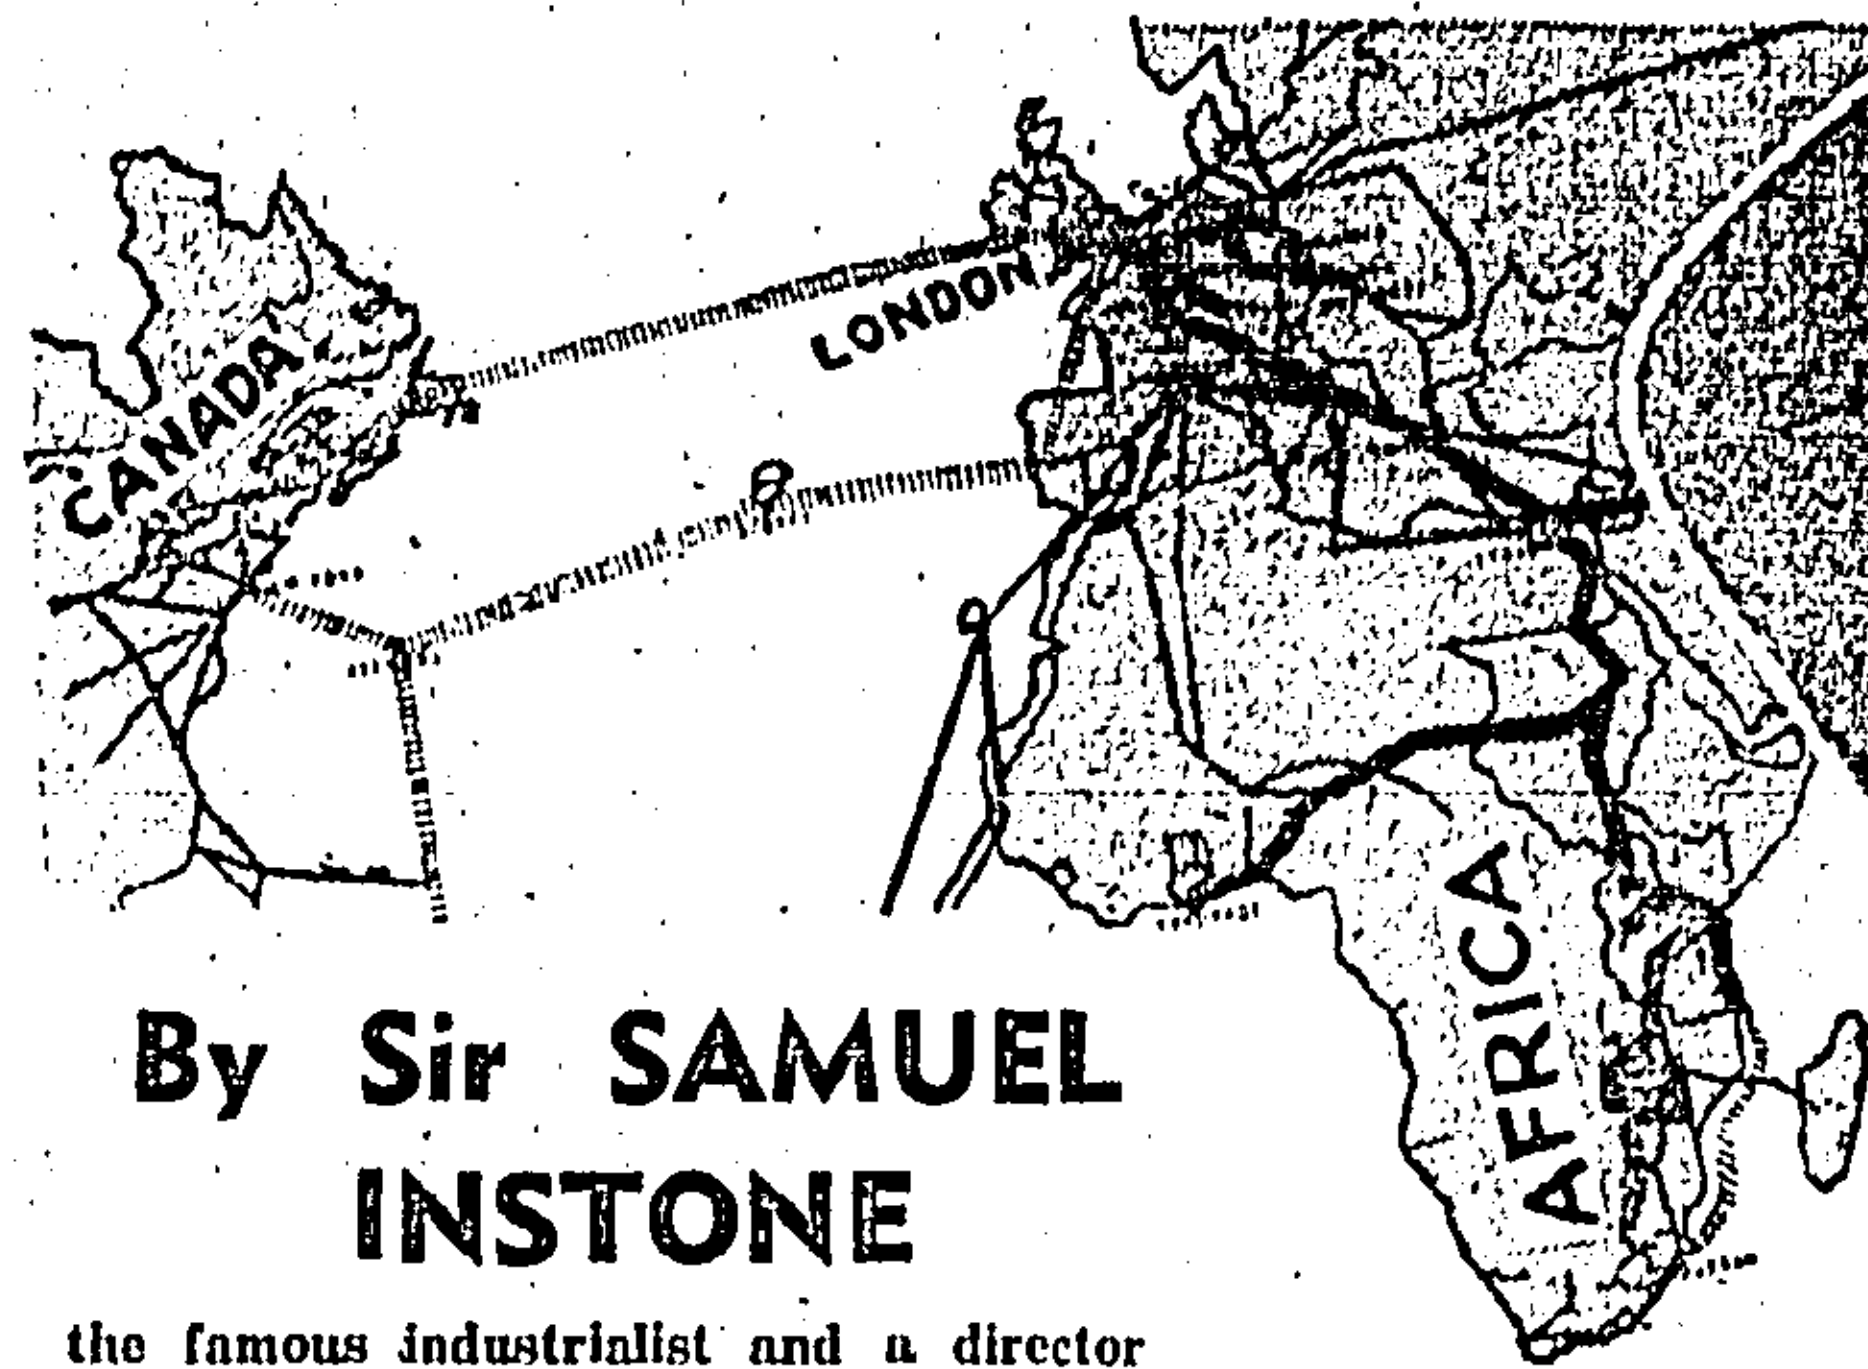 CANADA
LONDON
AFRICA
By Sir SAMUEL
INSTONE
the famous industrialist and a director